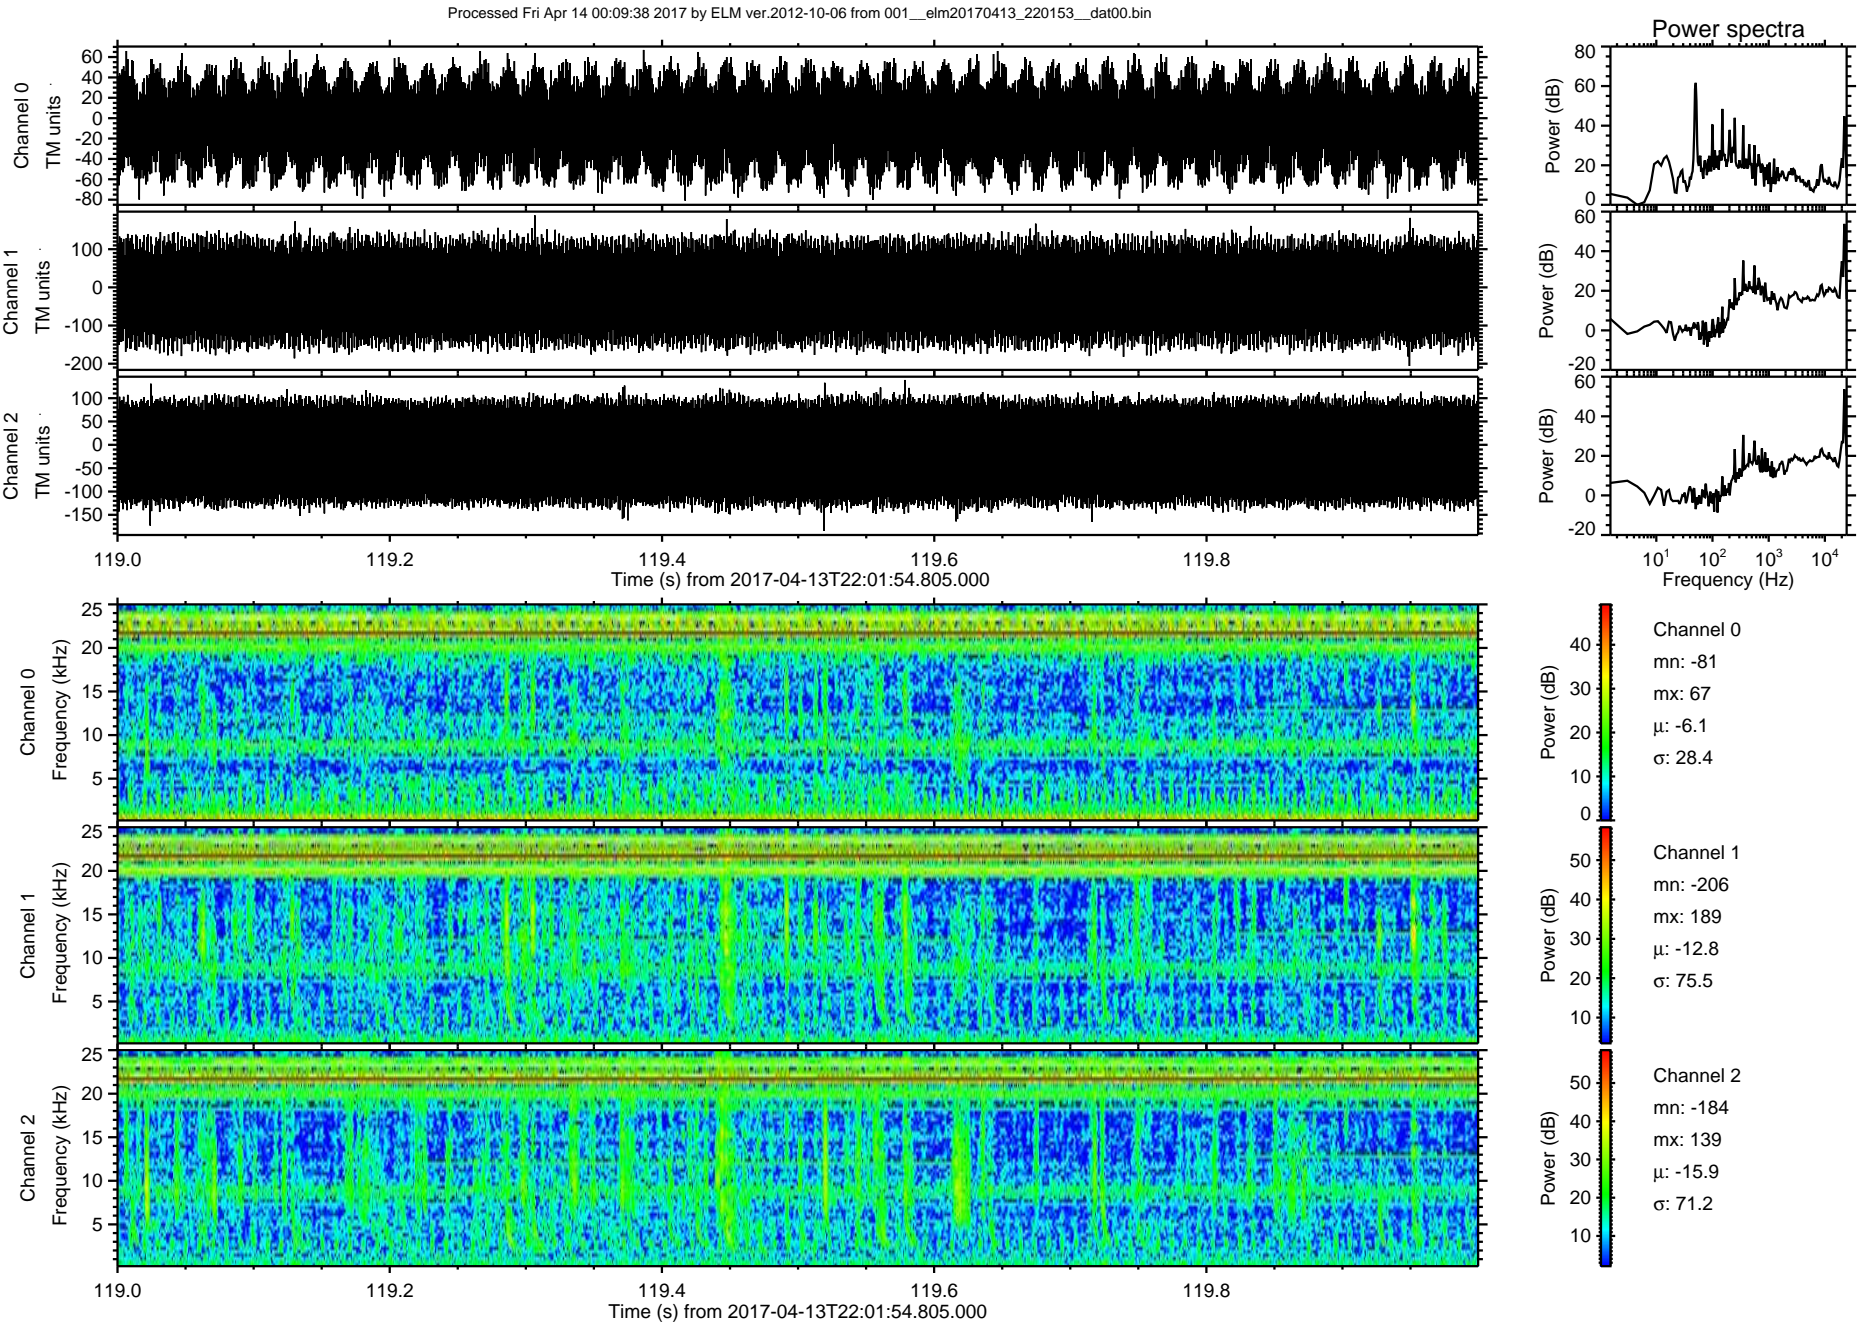 Processed Fri Apr 14 00:09:38 2017 by ELM ver.2012-10-06 from 001__elm20170413_220153__dat00.bin
Power spectra
Channel 0
TM units
60
40
20
0
-20
-40
-60
-80
Power (dB)
80
60
40
20
0
Channel 1
TM units
100
0
-100
-200
Power (dB)
60
40
20
0
-20
Channel 2
TM units
100
50
0
-50
-100
-150
Power (dB)
60
40
20
0
-20
119.0 119.2 119.4 119.6 119.8
Time (s) from 2017-04-13T22:01:54.805.000
10¹ 10² 10³ 10⁴
Frequency (Hz)
Channel 0
Frequency (kHz)
25
20
15
10
5
Power (dB)
40
30
20
10
0
Channel 0
mn: -81
mx: 67
μ: -6.1
σ: 28.4
Channel 1
Frequency (kHz)
25
20
15
10
5
Power (dB)
50
40
30
20
10
Channel 1
mn: -206
mx: 189
μ: -12.8
σ: 75.5
Channel 2
Frequency (kHz)
25
20
15
10
5
Power (dB)
50
40
30
20
10
Channel 2
mn: -184
mx: 139
μ: -15.9
σ: 71.2
119.0 119.2 119.4 119.6 119.8
Time (s) from 2017-04-13T22:01:54.805.000